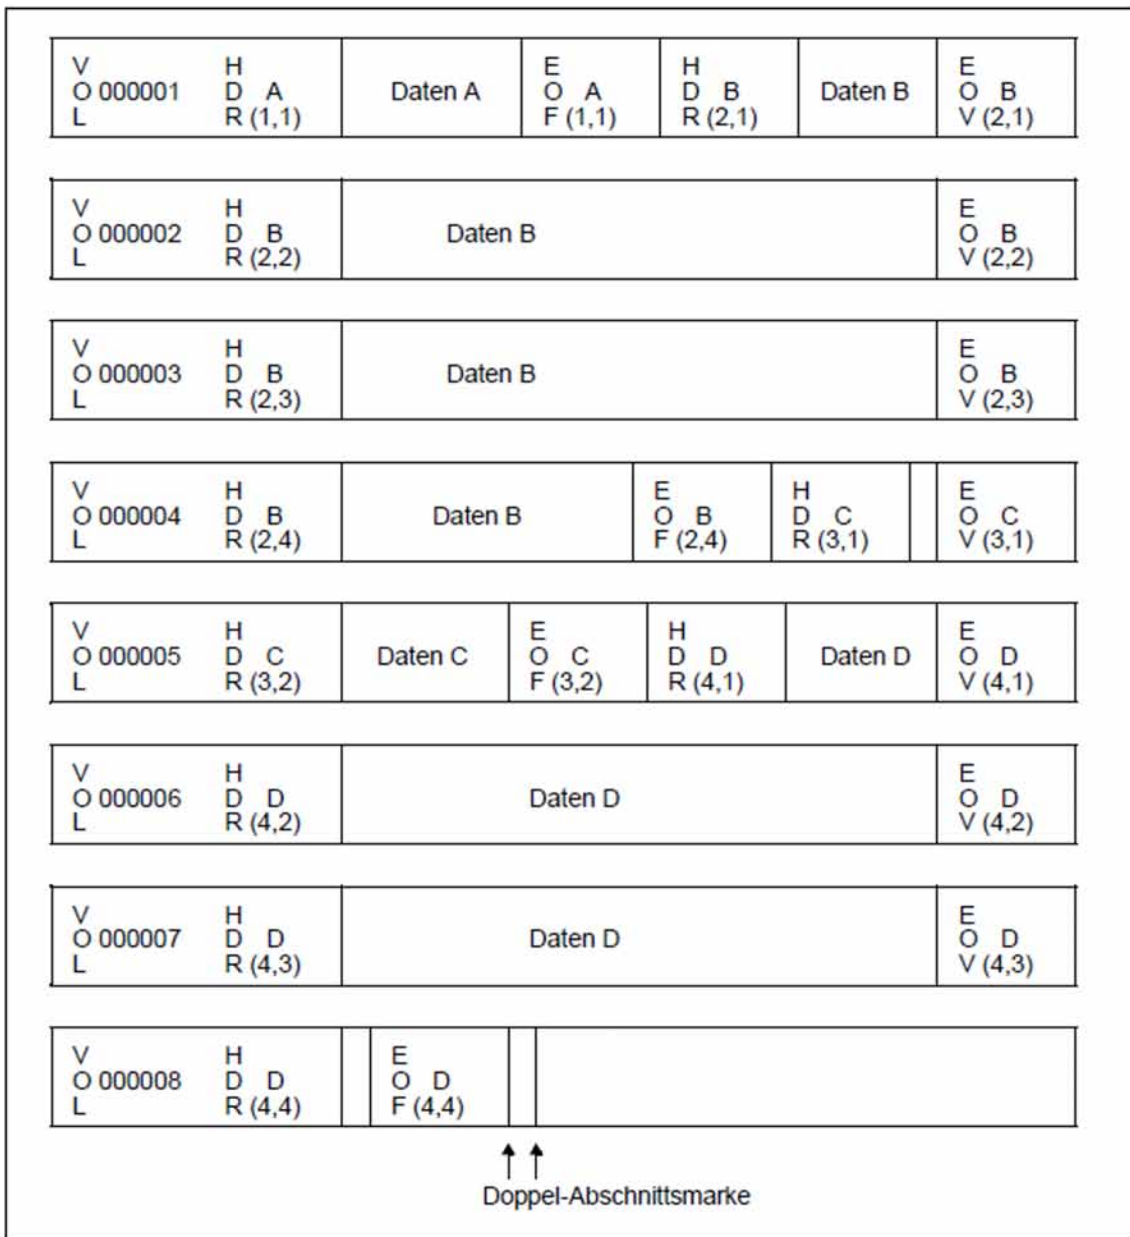 V H E H E
O 000001 D A Daten A O A D B Daten B O B
L R (1,1) F (1,1) R (2,1) V (2,1)
V H E
O 000002 D B Daten B O B
L R (2,2) V (2,2)
V H E
O 000003 D B Daten B O B
L R (2,3) V (2,3)
V H E H E
O 000004 D B Daten B O B D C O C
L R (2,4) F (2,4) R (3,1) V (3,1)
V H E H E
O 000005 D C Daten C O C D D Daten D O D
L R (3,2) F (3,2) R (4,1) V (4,1)
V H E
O 000006 D D Daten D O D
L R (4,2) V (4,2)
V H E
O 000007 D D Daten D O D
L R (4,3) V (4,3)
V H E
O 000008 D D O D
L R (4,4) F (4,4)
Doppel-Abschnittsmarke